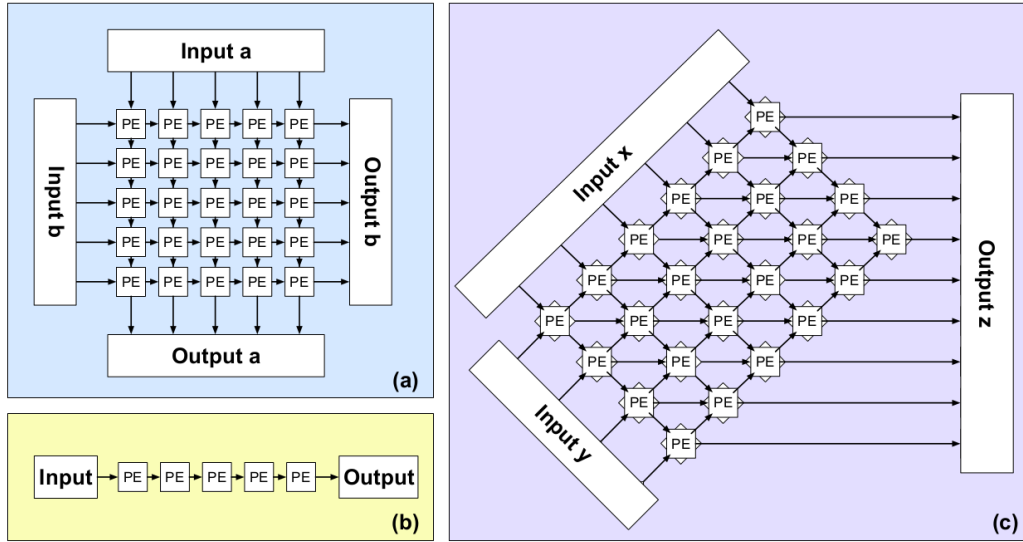 Input a
Input b
PE PE PE PE PE
PE PE PE PE PE
PE PE PE PE PE
PE PE PE PE PE
PE PE PE PE PE
Output b
Output a
(a)
Input
PE PE PE PE PE
Output
(b)
Input x
Input y
PE
PE PE
PE PE PE
PE PE PE PE
PE PE PE PE
PE PE PE PE
PE PE PE
PE PE
PE
Output z
(c)